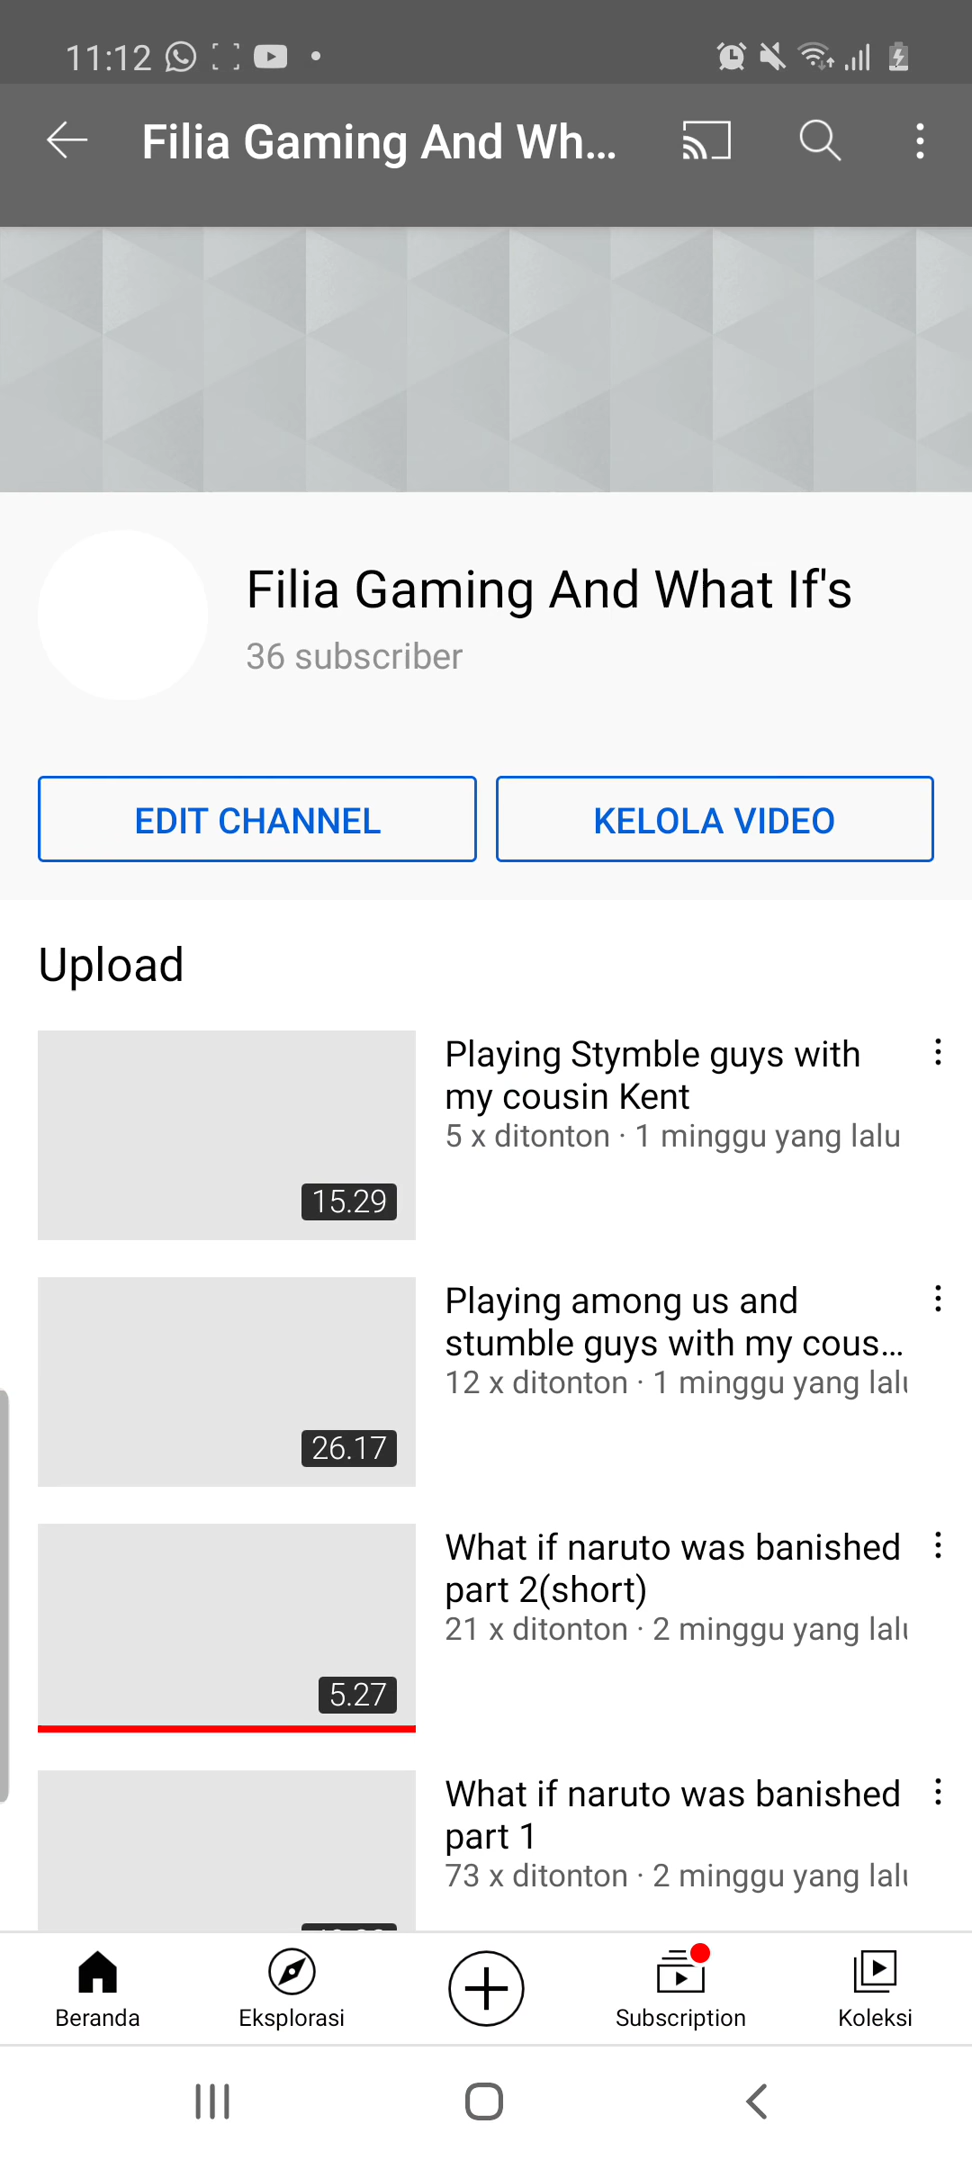 11:12
Filia Gaming And Wh...
Filia Gaming And What If's
36 subscriber
EDIT CHANNEL
KELOLA VIDEO
Upload
Playing Stymble guys with
my cousin Kent
5 x ditonton · 1 minggu yang lalu
15.29
Playing among us and
stumble guys with my cous...
12 x ditonton · 1 minggu yang lalu
26.17
What if naruto was banished
part 2(short)
21 x ditonton · 2 minggu yang lalu
5.27
What if naruto was banished
part 1
73 x ditonton · 2 minggu yang lalu
Beranda
Eksplorasi
Subscription
Koleksi